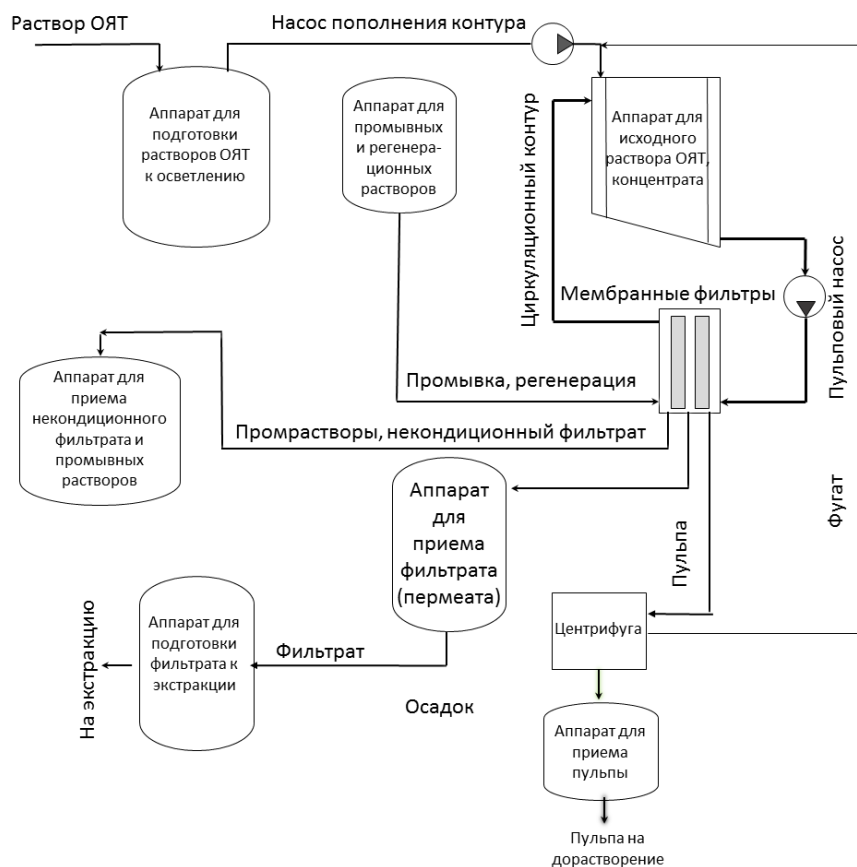 Раствор ОЯТ
Насос пополнения контура
Аппарат для
подготовки
растворов ОЯТ
к осветлению
Аппарат для
промывных
и регенера-
ционных
растворов
Циркуляционный контур
Аппарат для
исходного
раствора ОЯТ,
концентрата
Мембранные фильтры
Пульповый насос
Аппарат для
приема
некондиционного
фильтрата и
промывных
растворов
Промывка, регенерация
Промрастворы, некондиционный фильтрат
Аппарат
для
приема
фильтрата
(пермеата)
Пульпа
Фугат
На экстракцию
Аппарат для
подготовки
фильтрата к
экстракции
Фильтрат
Осадок
Центрифуга
Аппарат для
приема
пульпы
Пульпа на
дорастворение